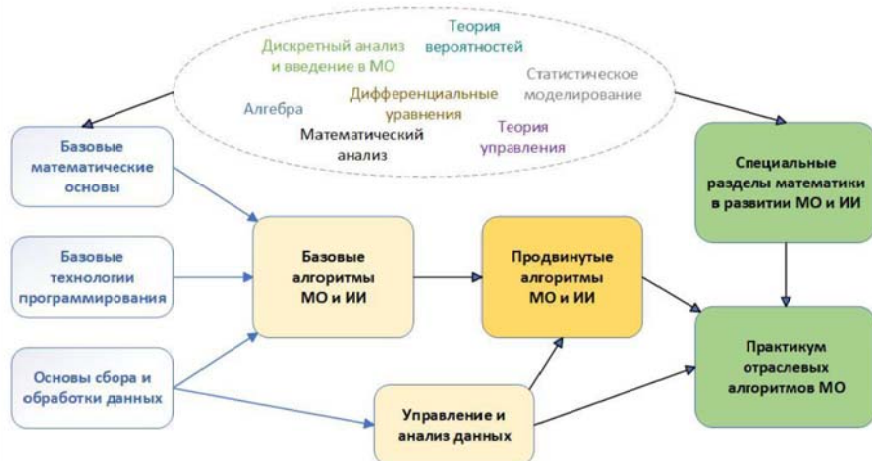 Теория
вероятностей
Дискретный анализ
и введение в МО
Статистическое
моделирование
Алгебра
Дифференциальные
уравнения
Математический
анализ
Теория
управления
Базовые
математические
основы
Специальные
разделы математики
в развитии МО и ИИ
Базовые
технологии
программирования
Базовые
алгоритмы
МО и ИИ
Продвинутые
алгоритмы
МО и ИИ
Основы сбора и
обработки данных
Управление и
анализ данных
Практикум
отраслевых
алгоритмов МО